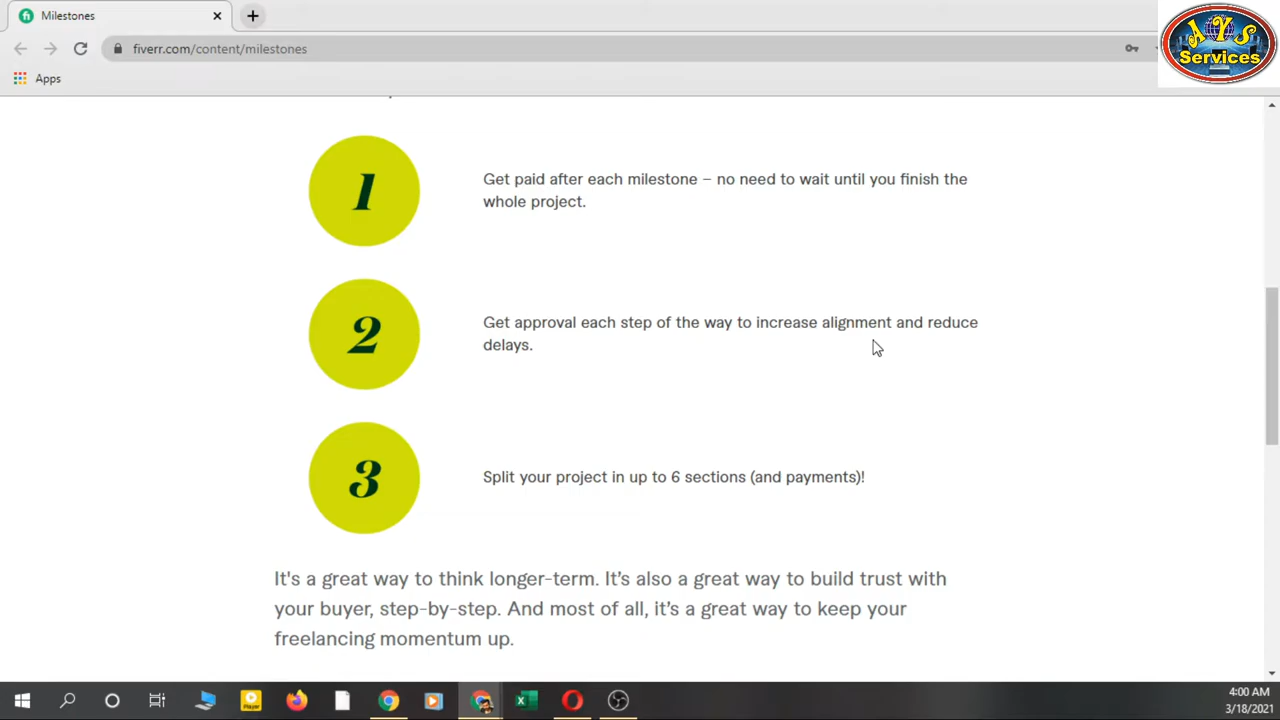 Milestones
fiverr.com/content/milestones
AYS
Services
Apps
1
Get paid after each milestone – no need to wait until you finish the
whole project.
2
Get approval each step of the way to increase alignment and reduce
delays.
3
Split your project in up to 6 sections (and payments)!
It's a great way to think longer-term. It's also a great way to build trust with
your buyer, step-by-step. And most of all, it's a great way to keep your
freelancing momentum up.
Player
4:00 AM
3/18/2021